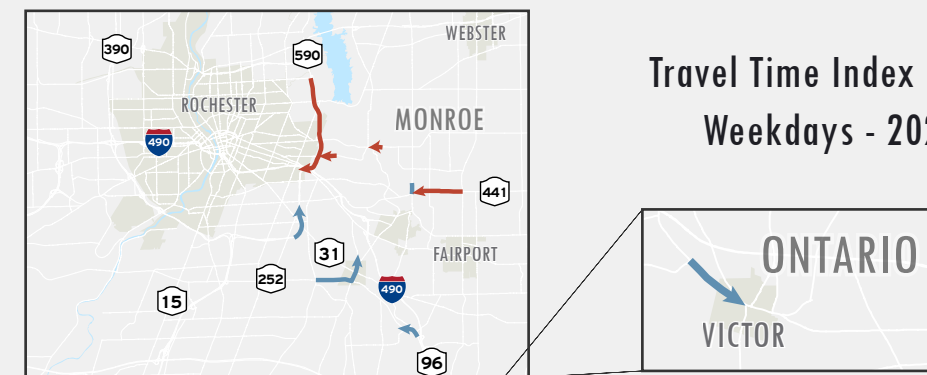 WEBSTER
390
590
ROCHESTER
MONROE
490
441
31
FAIRPORT
252
490
15
96
Travel Time Index
Weekdays - 
ONTARIO
VICTOR